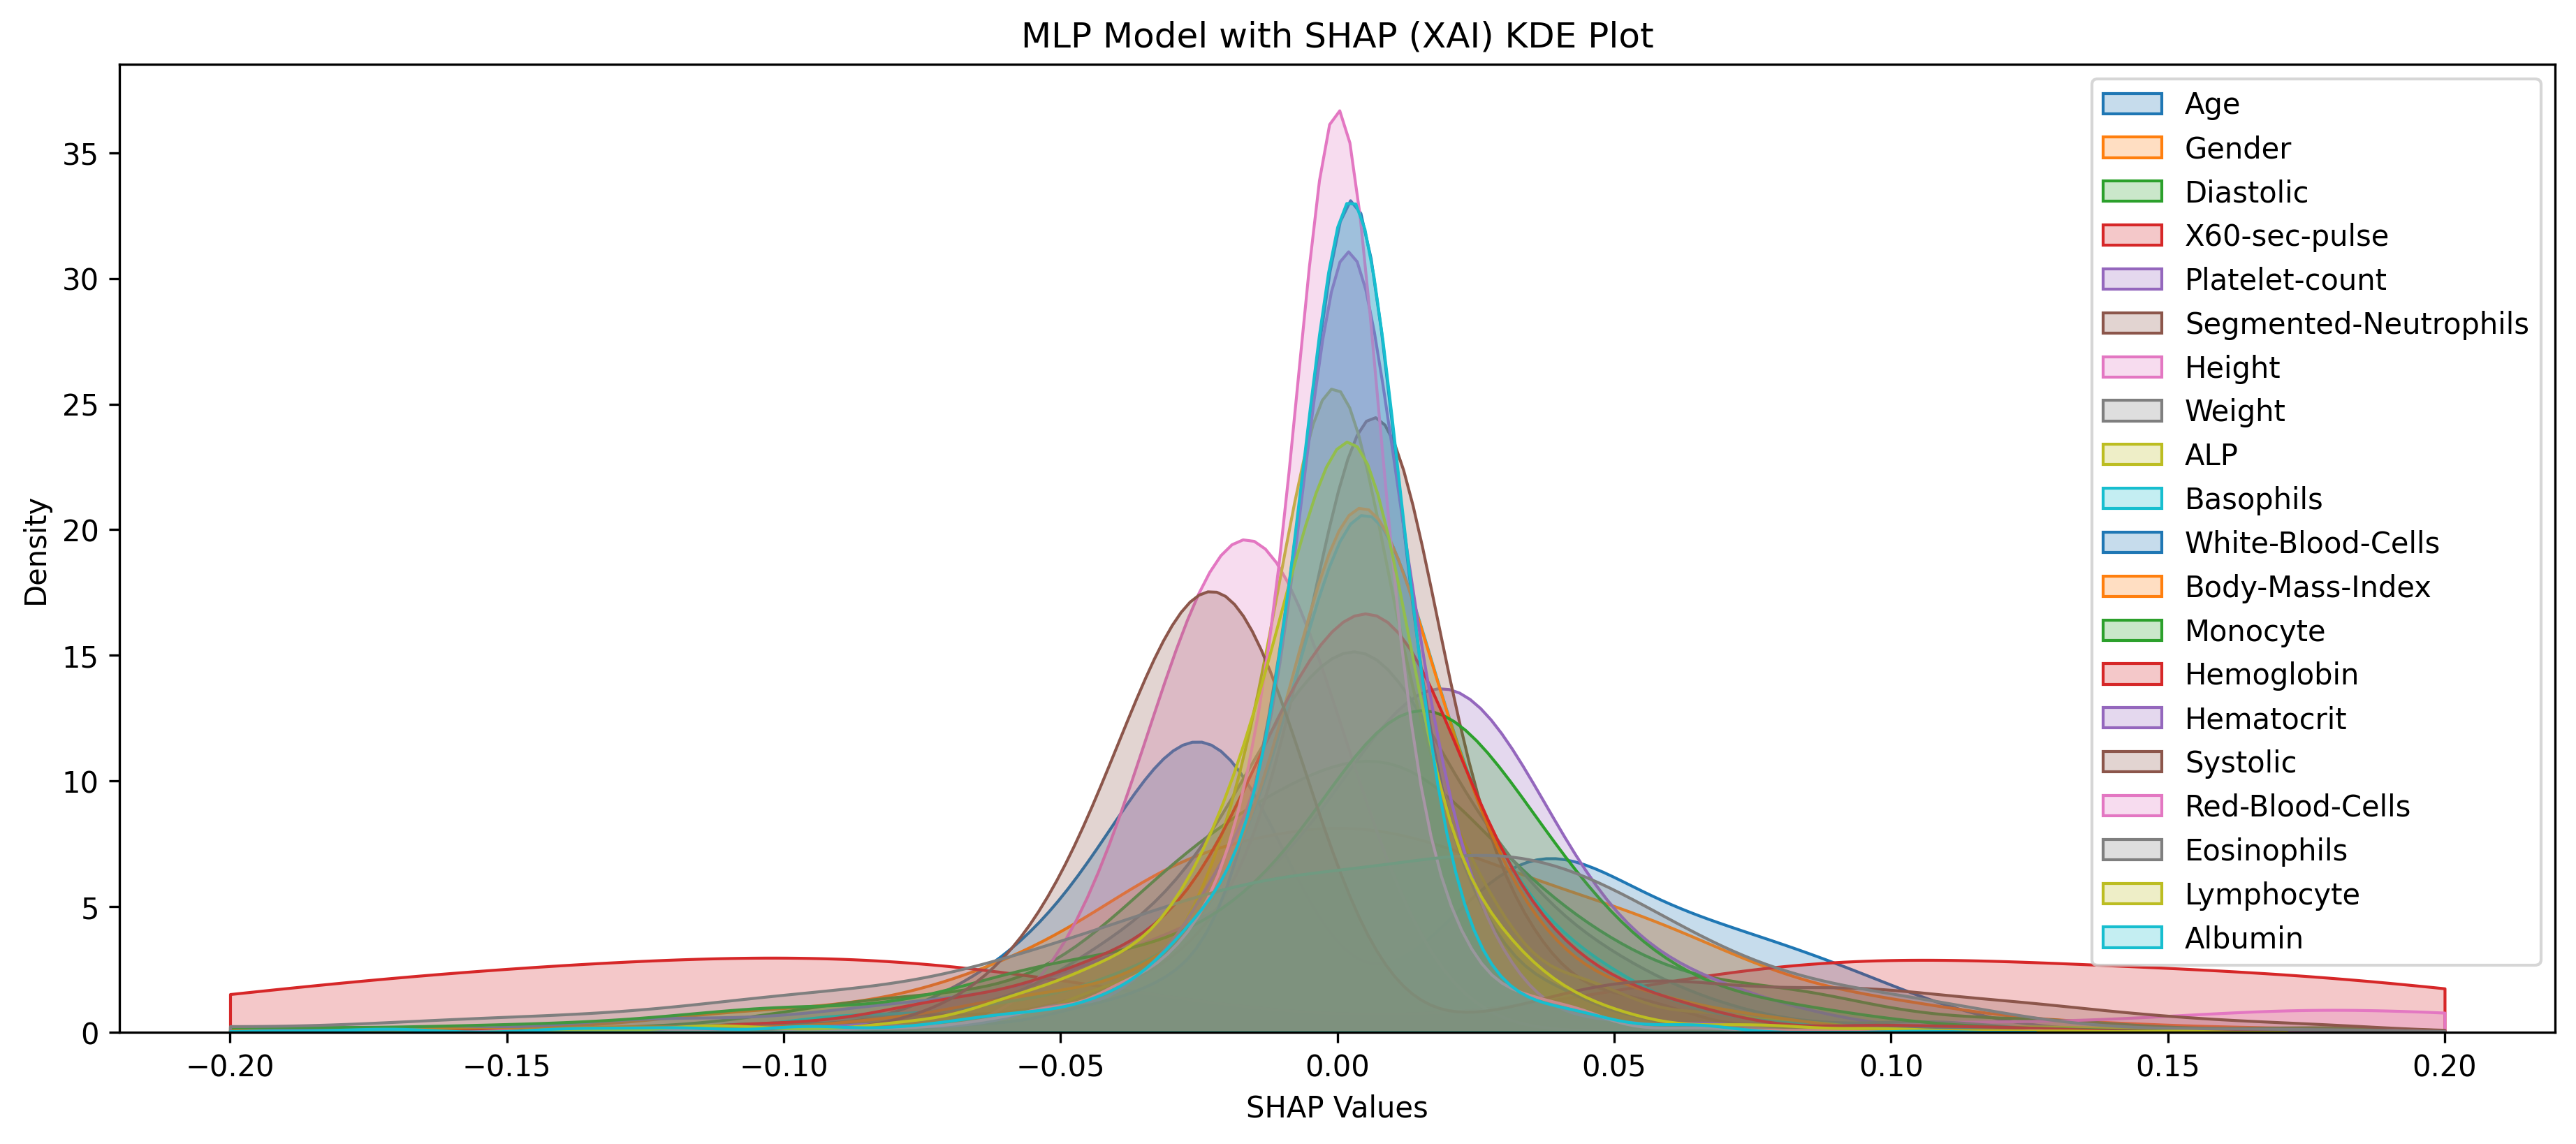 MLP Model with SHAP (XAI) KDE Plot
35
30
25
20
15
10
5
0
Density
−0.20 −0.15 −0.10 −0.05 0.00 0.05 0.10 0.15 0.20
SHAP Values
Age
Gender
Diastolic
X60-sec-pulse
Platelet-count
Segmented-Neutrophils
Height
Weight
ALP
Basophils
White-Blood-Cells
Body-Mass-Index
Monocyte
Hemoglobin
Hematocrit
Systolic
Red-Blood-Cells
Eosinophils
Lymphocyte
Albumin